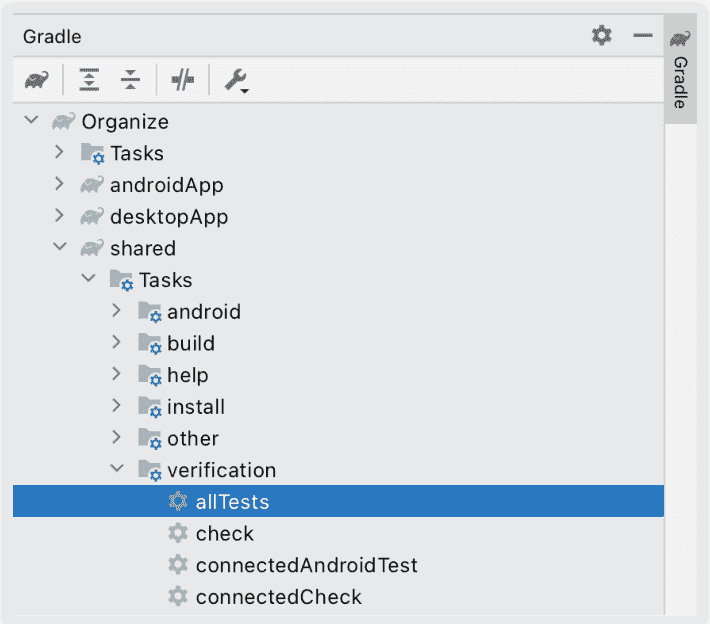 Gradle
Gradle
Organize
Tasks
androidApp
desktopApp
shared
Tasks
android
build
help
install
other
verification
allTests
check
connectedAndroidTest
connectedCheck